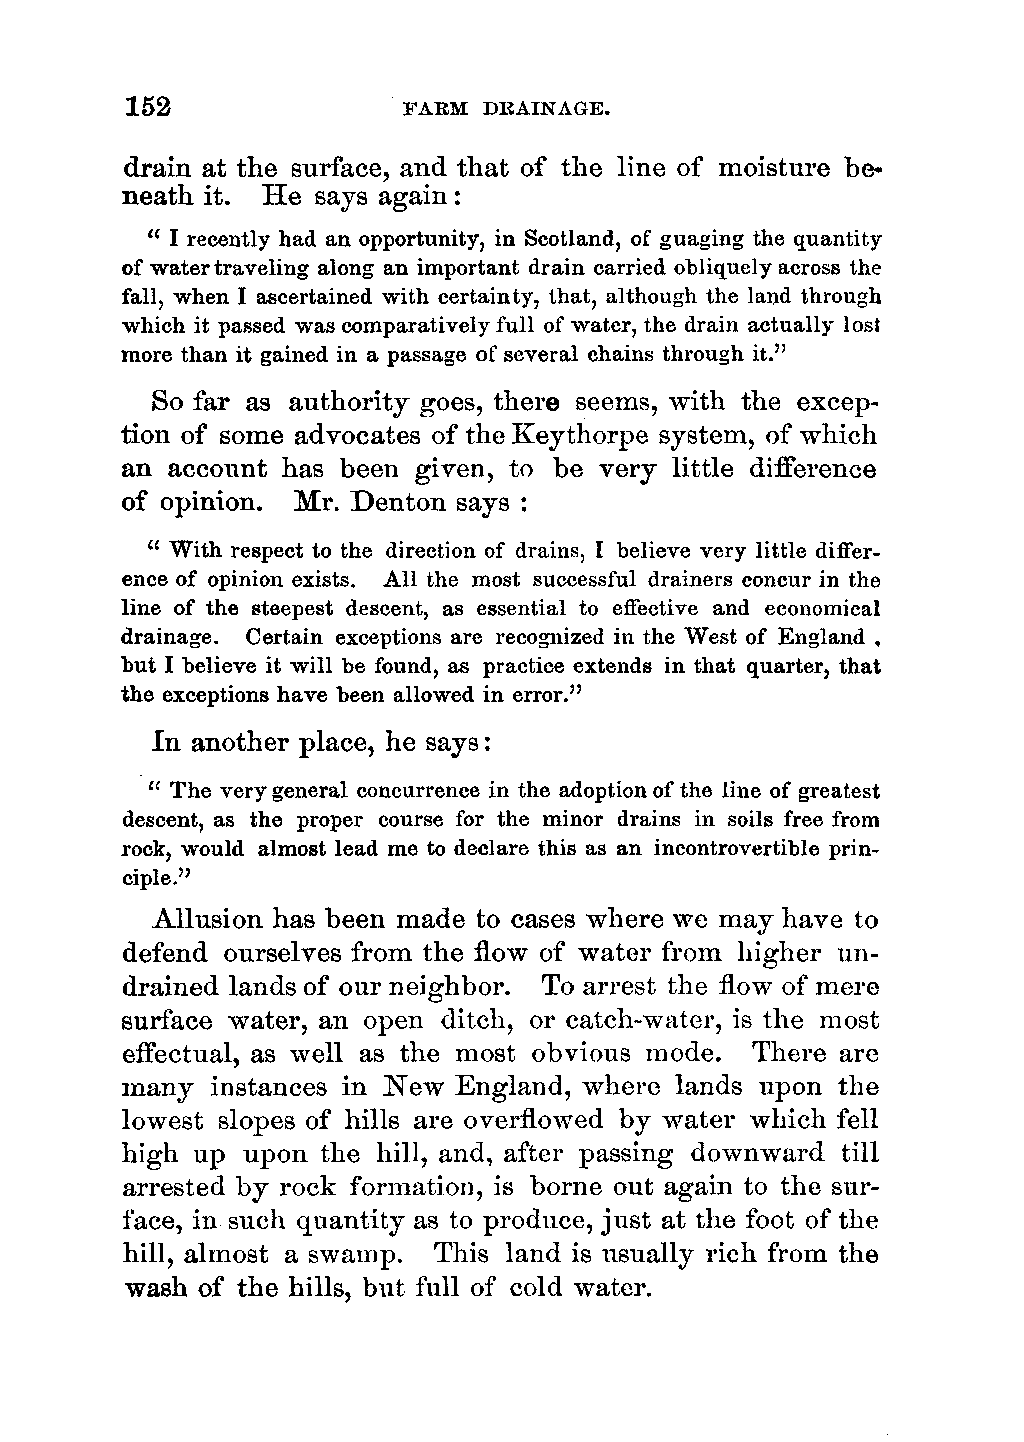 152 FARM DRAINAGE.
drain at the surface, and that of the line of moisture be-
neath it. He says again:
“ I recently had an opportunity, in Scotland, of guaging the quantity
of water traveling along an important drain carried obliquely across the
fall, when I ascertained with certainty, that, although the land through
which it passed was comparatively full of water, the drain actually lost
more than it gained in a passage of several chains through it.”
So far as authority goes, there seems, with the excep-
tion of some advocates of the Keythorpe system, of which
an account has been given, to be very little difference
of opinion. Mr. Denton says :
“ With respect to the direction of drains, I believe very little differ-
ence of opinion exists. All the most successful drainers concur in the
line of the steepest descent, as essential to effective and economical
drainage. Certain exceptions are recognized in the West of England ,
but I believe it will be found, as practice extends in that quarter, that
the exceptions have been allowed in error.”
In another place, he says:
“ The very general concurrence in the adoption of the line of greatest
descent, as the proper course for the minor drains in soils free from
rock, would almost lead me to declare this as an incontrovertible prin-
ciple.”
Allusion has been made to cases where we may have to
defend ourselves from the flow of water from higher un-
drained lands of our neighbor. To arrest the flow of mere
surface water, an open ditch, or catch-water, is the most
effectual, as well as the most obvious mode. There are
many instances in New England, where lands upon the
lowest slopes of hills are overflowed by water which fell
high up upon the hill, and, after passing downward till
arrested by rock formation, is borne out again to the sur-
face, in such quantity as to produce, just at the foot of the
hill, almost a swamp. This land is usually rich from the
wash of the hills, but full of cold water.